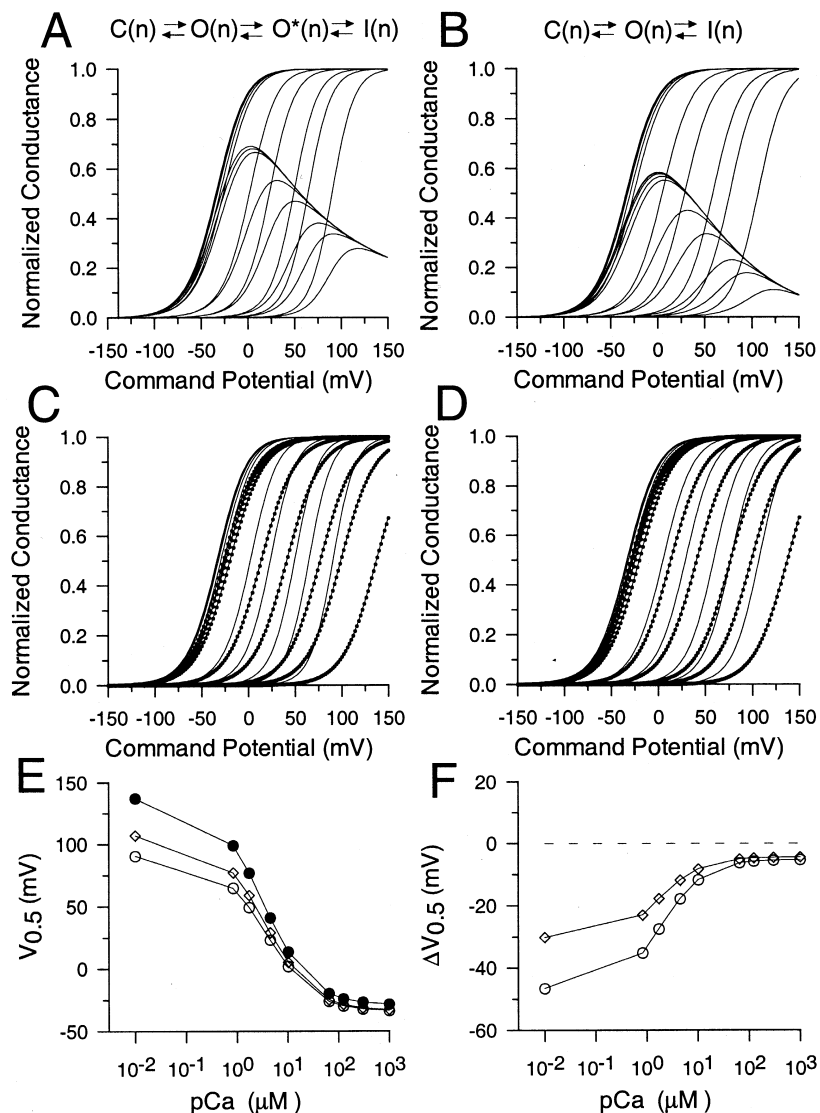 A
C(n) ⇄ O(n) ⇄ O*(n) ⇄ I(n)
Normalized Conductance
1.0
0.8
0.6
0.4
0.2
0.0
-150 -100 -50 0 50 100 150
Command Potential (mV)
B
C(n) ⇄ O(n) ⇄ I(n)
Normalized Conductance
1.0
0.8
0.6
0.4
0.2
0.0
-150 -100 -50 0 50 100 150
Command Potential (mV)
C
Normalized Conductance
1.0
0.8
0.6
0.4
0.2
0.0
-150 -100 -50 0 50 100 150
Command Potential (mV)
D
Normalized Conductance
1.0
0.8
0.6
0.4
0.2
0.0
-150 -100 -50 0 50 100 150
Command Potential (mV)
E
V0.5 (mV)
150
100
50
0
-50
10-2 10-1 100 101 102 103
pCa (μM)
F
ΔV0.5 (mV)
20
0
-20
-40
-60
10-2 10-1 100 101 102 103
pCa (μM)